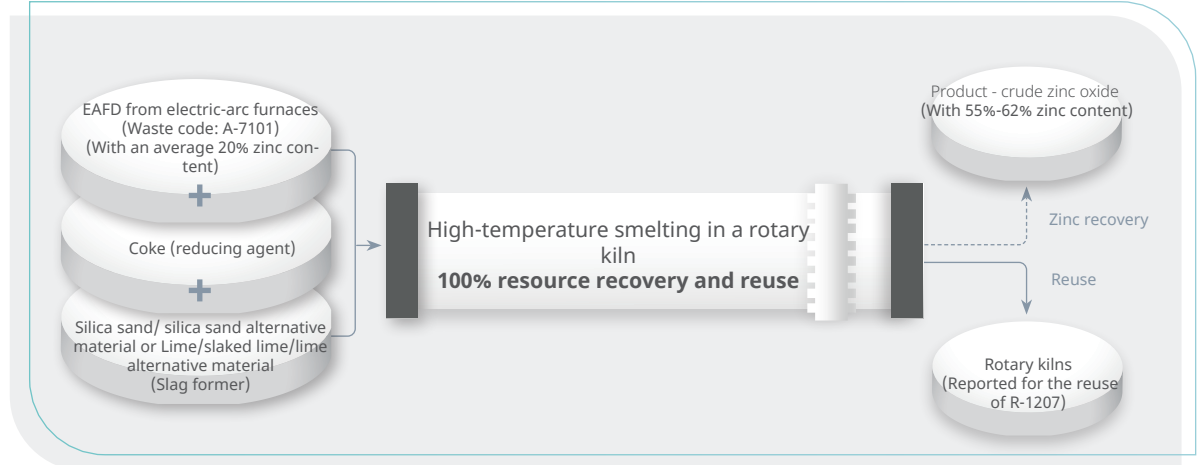 EAFD from electric-arc furnaces
(Waste code: A-7101)
(With an average 20% zinc con-
tent)
+
Coke (reducing agent)
+
Silica sand/ silica sand alternative
material or Lime/slaked lime/lime
alternative material
(Slag former)
High-temperature smelting in a rotary
kiln
100% resource recovery and reuse
Product - crude zinc oxide
(With 55%-62% zinc content)
Zinc recovery
Reuse
Rotary kilns
(Reported for the reuse
of R-1207)